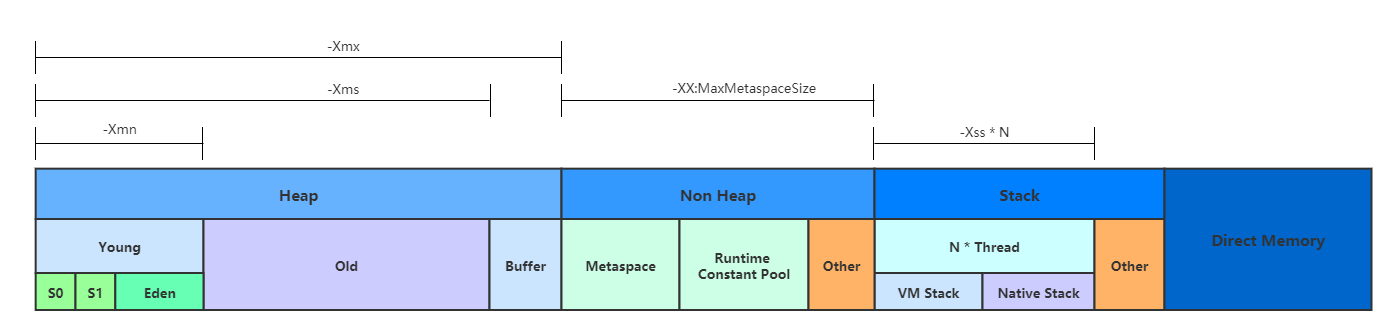 -Xmx
-Xms
-XX:MaxMetaspaceSize
-Xmn
-Xss * N
Heap
Non Heap
Stack
Direct Memory
Young
Old
Buffer
Metaspace
Runtime
Constant Pool
Other
N * Thread
Other
S0
S1
Eden
VM Stack
Native Stack